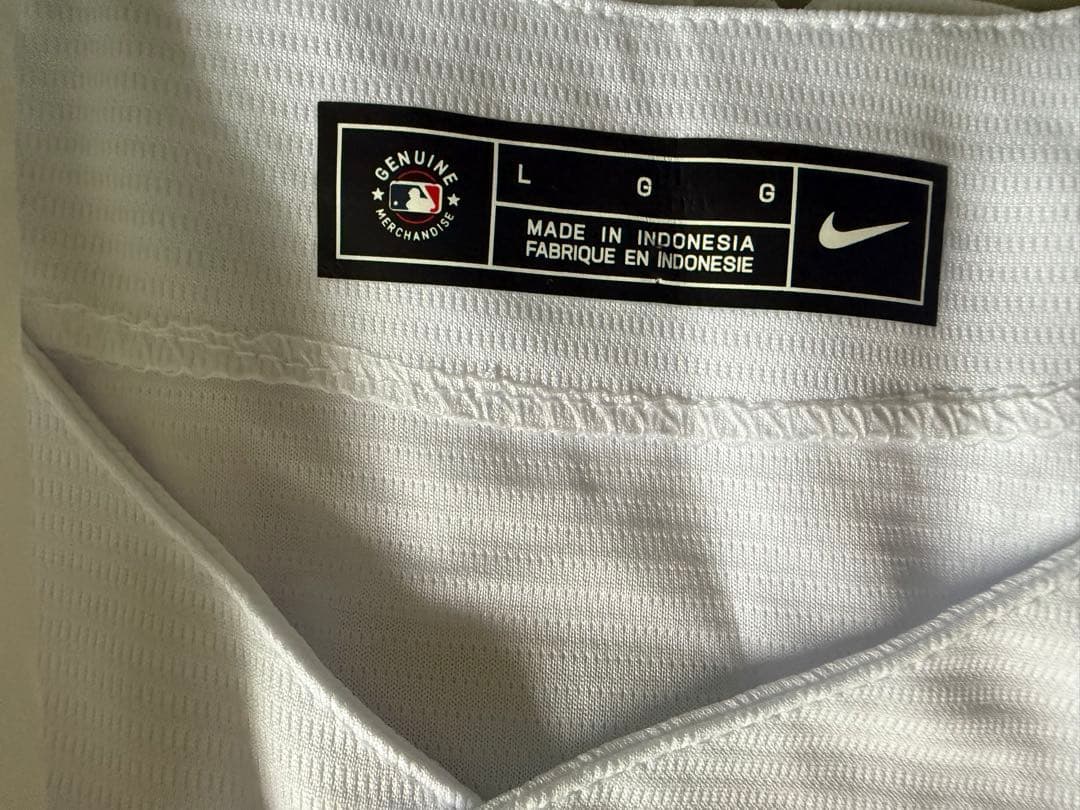 GENUINE
MERCHANDISE
L G G
MADE IN INDONESIA
FABRIQUE EN INDONESIE